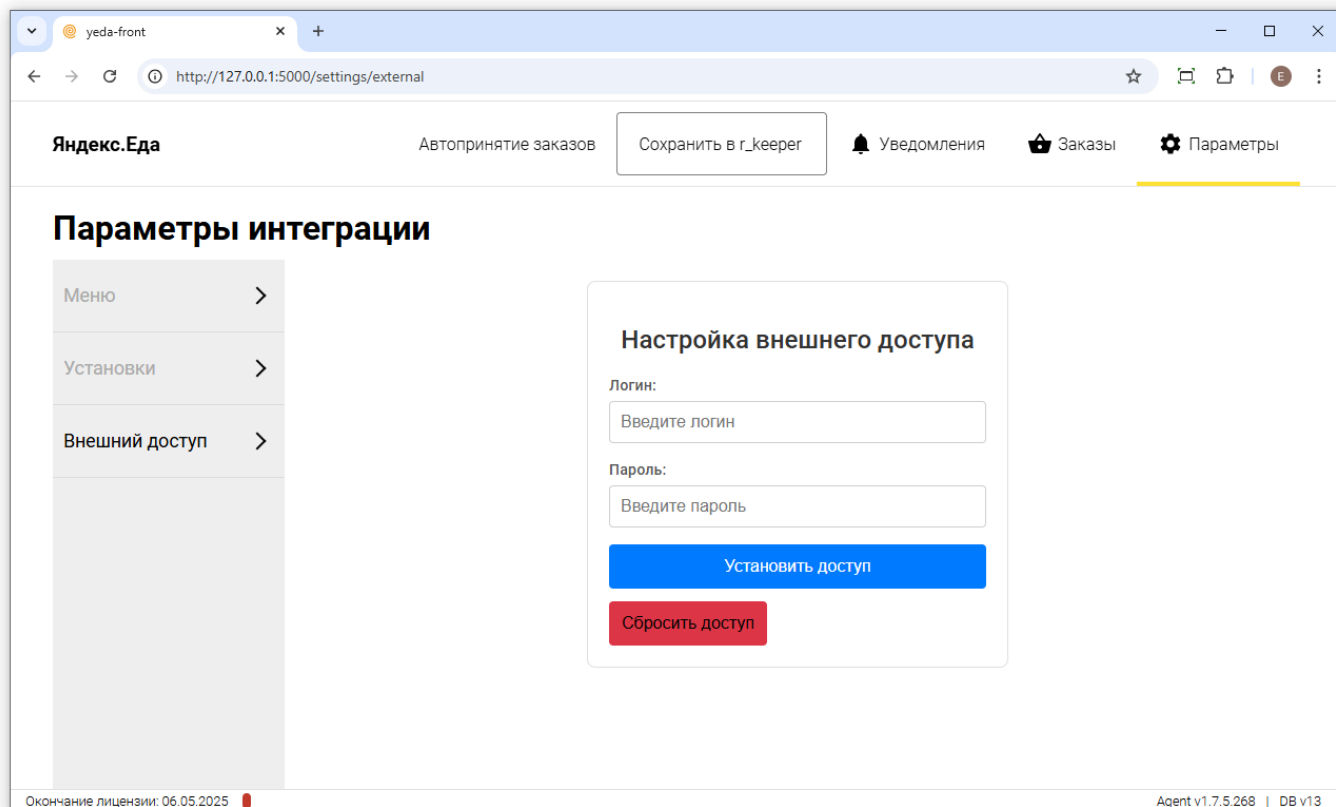 yeda-front
http://127.0.0.1:5000/settings/external
E
Яндекс.Еда
Автопринятие заказов
Сохранить в r_keeper
Уведомления
Заказы
Параметры
Параметры интеграции
Меню
Установки
Внешний доступ
Настройка внешнего доступа
Логин:
Введите логин
Пароль:
Введите пароль
Установить доступ
Сбросить доступ
Окончание лицензии: 06.05.2025
Agent v1.7.5.268 | DB v13